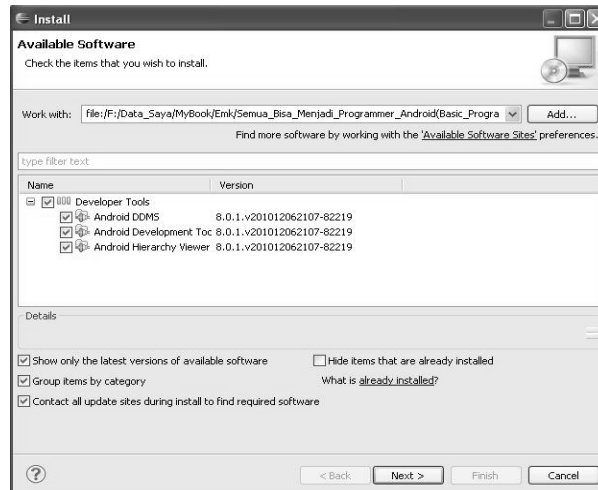 Install
Available Software
Check the items that you wish to install.
Work with: file:/F:/Data_Saya/MyBook/Emk/Semua_Bisa_Menjadi_Programmer_Android(Basic_Progra Add...
Find more software by working with the 'Available Software Sites' preferences.
type filter text
Name Version
Developer Tools
Android DDMS 8.0.1.v201012062107-82219
Android Development Toc 8.0.1.v201012062107-82219
Android Hierarchy Viewer 8.0.1.v201012062107-82219
Details
Show only the latest versions of available software Hide items that are already installed
Group items by category What is already installed?
Contact all update sites during install to find required software
? < Back Next > Finish Cancel